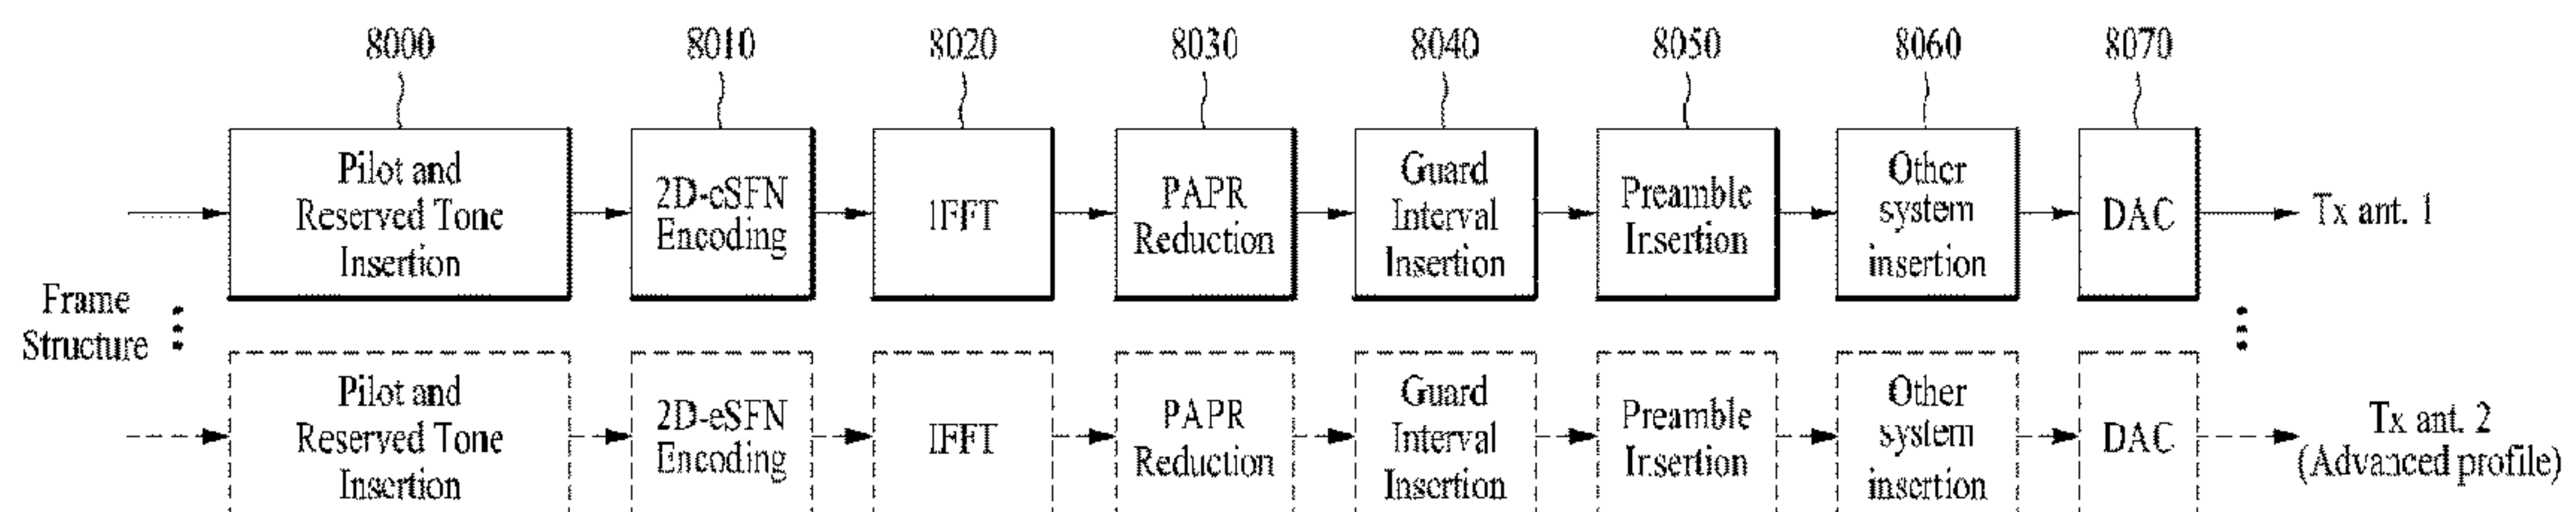 8000
8010
8020
8030
8040
8050
8060
8070
Pilot and
Reserved Tone
Insertion
2D-eSFN
Encoding
IFFT
PAPR
Reduction
Guard
Interval
Insertion
Preamble
Insertion
Other
system
insertion
DAC
Tx ant. 1
Frame
Structure
Pilot and
Reserved Tone
Insertion
2D-eSFN
Encoding
IFFT
PAPR
Reduction
Guard
Interval
Insertion
Preamble
Insertion
Other
system
insertion
DAC
Tx ant. 2
(Advanced profile)